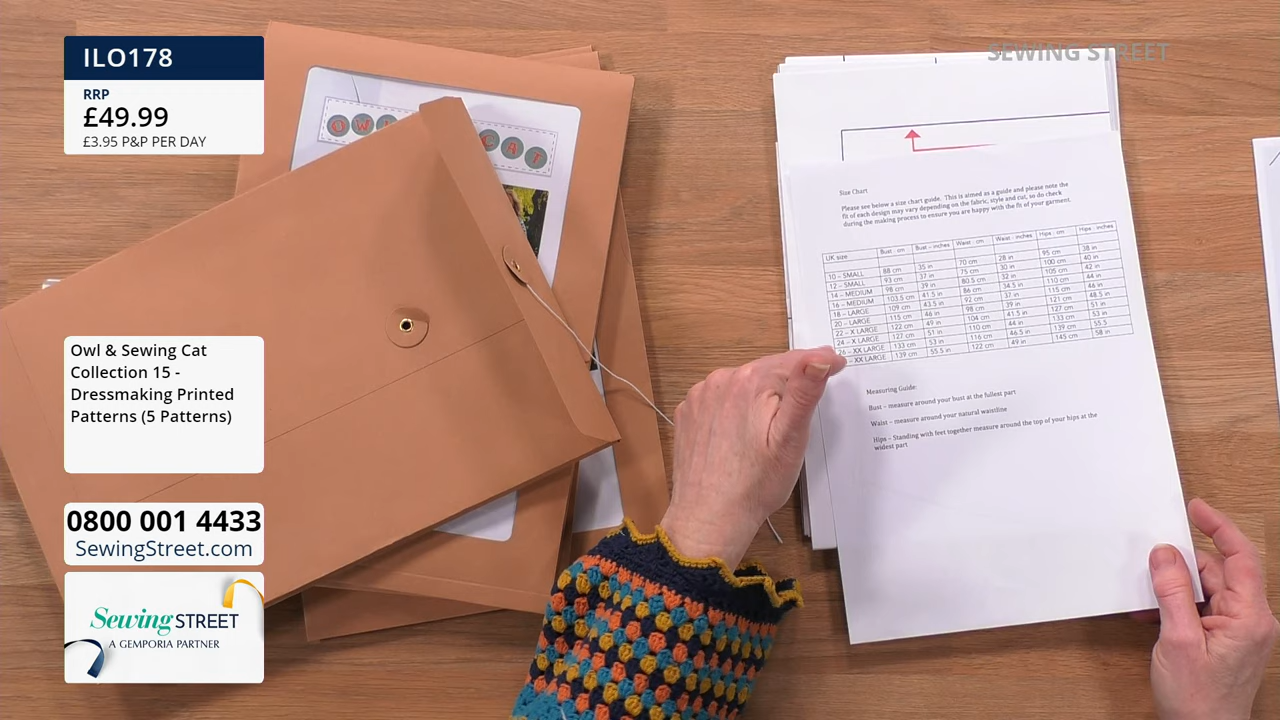 ILO178
RRP
£49.99
£3.95 P&P PER DAY
SEWING STREET
OW
CAT
Size Chart
Please see below a size chart guide. This is aimed as a guide and please note the
fit of each design may vary depending on the fabric, style and cut, so do check
during the making process to ensure you are happy with the fit of your garment.
UK size Bust : cm Bust – inches Waist : cm Waist : inches Hips : cm Hips : inches
10 – SMALL 88 cm 35 in 70 cm 28 in 95 cm 38 in
12 – SMALL 93 cm 37 in 75 cm 30 in 100 cm 40 in
14 – MEDIUM 98 cm 39 in 80.5 cm 32 in 105 cm 42 in
16 – MEDIUM 103.5 cm 41.5 in 86 cm 34.5 in 110 cm 44 in
18 – LARGE 109 cm 43.5 in 92 cm 37 in 115 cm 46 in
20 – LARGE 115 cm 46 in 98 cm 39 in 121 cm 48.5 in
22 – X LARGE 122 cm 49 in 104 cm 41.5 in 127 cm 51 in
24 – X LARGE 127 cm 51 in 110 cm 44 in 133 cm 53 in
26 – XX LARGE 133 cm 53 in 116 cm 46.5 in 139 cm 55.5 in
– XX LARGE 139 cm 55.5 in 122 cm 49 in 145 cm 58 in
Measuring Guide:
Bust – measure around your bust at the fullest part
Waist – measure around your natural waistline
Hips – Standing with feet together measure around the top of your hips at the
widest part
Owl & Sewing Cat
Collection 15 -
Dressmaking Printed
Patterns (5 Patterns)
0800 001 4433
SewingStreet.com
Sewing STREET
A GEMPORIA PARTNER